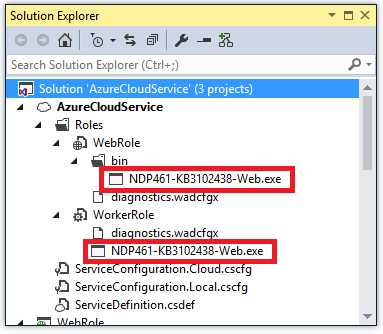 Solution Explorer
Search Solution Explorer (Ctrl+;)
Solution 'AzureCloudService' (3 projects)
AzureCloudService
Roles
WebRole
bin
NDP461-KB3102438-Web.exe
diagnostics.wadcfgx
WorkerRole
diagnostics.wadcfgx
NDP461-KB3102438-Web.exe
ServiceConfiguration.Cloud.cscfg
ServiceConfiguration.Local.cscfg
ServiceDefinition.csdef
WebRole